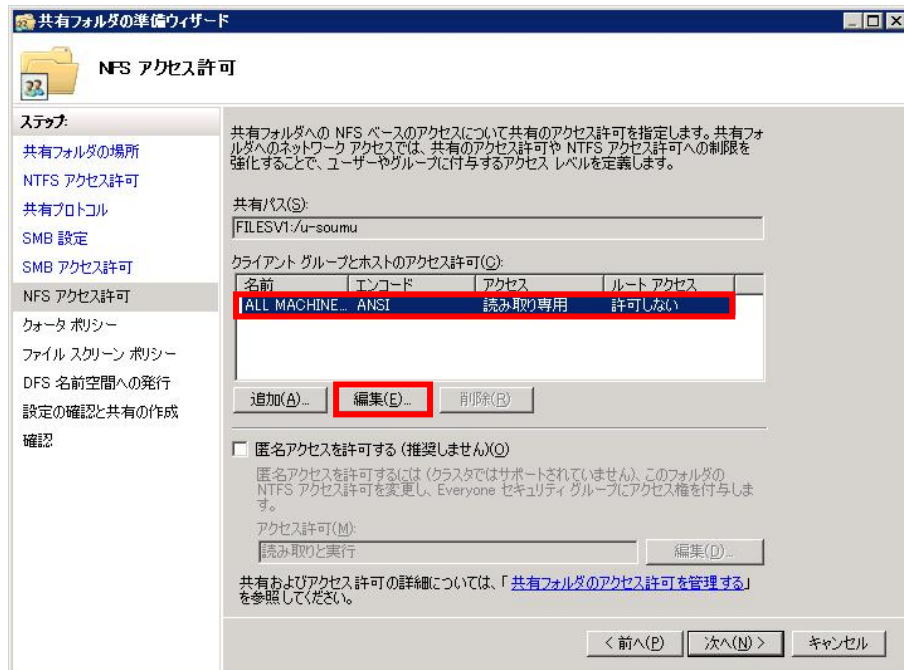 共有フォルダの準備ウィザード
NFS アクセス許可
ステップ:
共有フォルダの場所
NTFS アクセス許可
共有プロトコル
SMB 設定
SMB アクセス許可
NFS アクセス許可
クォータ ポリシー
ファイル スクリーン ポリシー
DFS 名前空間への発行
設定の確認と共有の作成
確認
共有フォルダへの NFS ベースのアクセスについて共有のアクセス許可を指定します。共有フォ
ルダへのネットワーク アクセスでは、共有のアクセス許可や NTFS アクセス許可への制限を
強化することで、ユーザーやグループに付与するアクセス レベルを定義します。
共有パス(S):
FILESV1:/u-soumu
クライアント グループとホストのアクセス許可(C):
名前 エンコード アクセス ルート アクセス
ALL MACHINE... ANSI 読み取り専用 許可しない
追加(A)... 編集(E)... 削除(R)
匿名アクセスを許可する (推奨しません)(O)
匿名アクセスを許可するには (クラスタではサポートされていません)、このフォルダの
NTFS アクセス許可を変更し、Everyone セキュリティ グループにアクセス権を付与しま
す。
アクセス許可(M):
読み取りと実行 編集(D)...
共有およびアクセス許可の詳細については、「共有フォルダのアクセス許可を管理する」
を参照してください。
< 前へ(P) 次へ(N) > キャンセル